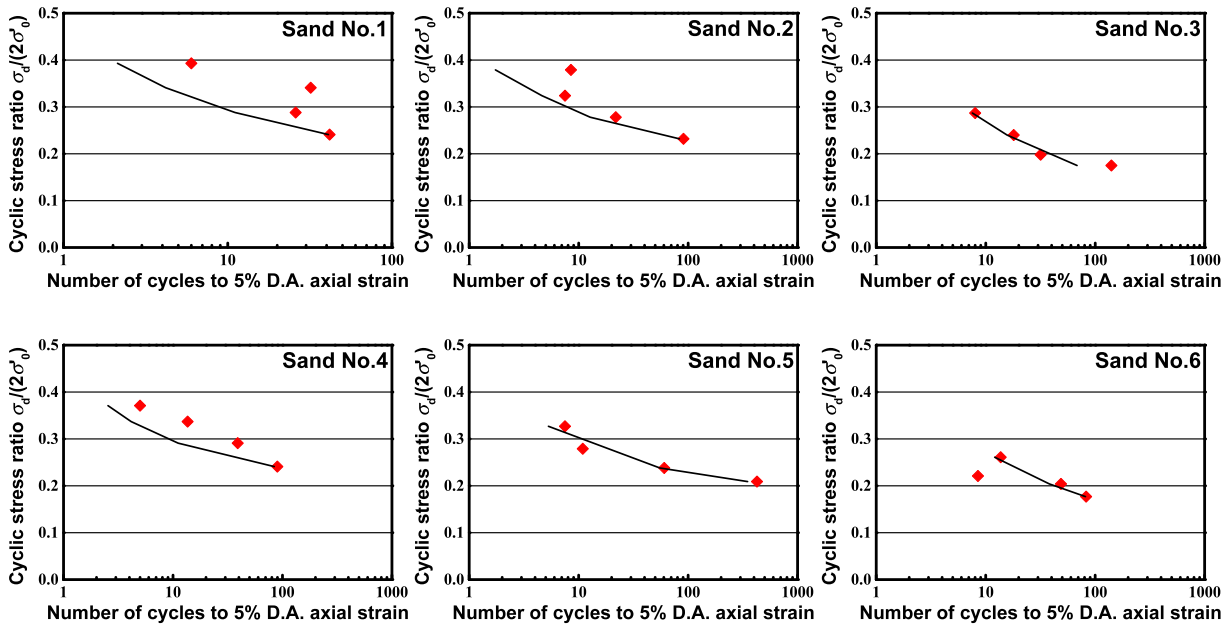 Sand No.1
Cyclic stress ratio σd/(2σ'0)
0.5
0.4
0.3
0.2
0.1
0.0
1 10 100
Number of cycles to 5% D.A. axial strain
Sand No.2
Cyclic stress ratio σd/(2σ'0)
0.5
0.4
0.3
0.2
0.1
0.0
1 10 100 1000
Number of cycles to 5% D.A. axial strain
Sand No.3
Cyclic stress ratio σd/(2σ'0)
0.5
0.4
0.3
0.2
0.1
0.0
1 10 100 1000
Number of cycles to 5% D.A. axial strain
Sand No.4
Cyclic stress ratio σd/(2σ'0)
0.5
0.4
0.3
0.2
0.1
0.0
1 10 100 1000
Number of cycles to 5% D.A. axial strain
Sand No.5
Cyclic stress ratio σd/(2σ'0)
0.5
0.4
0.3
0.2
0.1
0.0
1 10 100 1000
Number of cycles to 5% D.A. axial strain
Sand No.6
Cyclic stress ratio σd/(2σ'0)
0.5
0.4
0.3
0.2
0.1
0.0
1 10 100 1000
Number of cycles to 5% D.A. axial strain